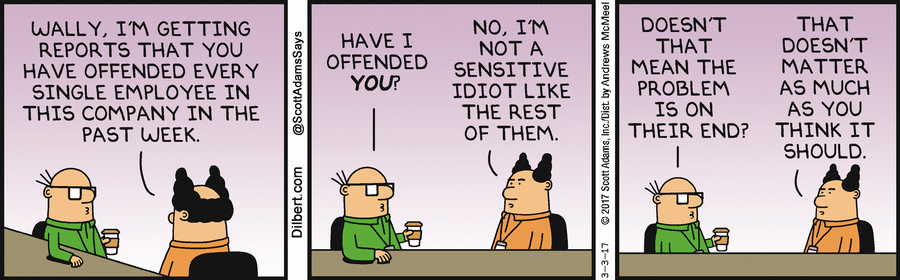 WALLY, I'M GETTING
REPORTS THAT YOU
HAVE OFFENDED EVERY
SINGLE EMPLOYEE IN
THIS COMPANY IN THE
PAST WEEK.
Dilbert.com @ScottAdamsSays
HAVE I
OFFENDED
YOU?
NO, I'M
NOT A
SENSITIVE
IDIOT LIKE
THE REST
OF THEM.
3-3-17 © 2017 Scott Adams, Inc./Dist. by Andrews McMeel
DOESN'T
THAT
MEAN THE
PROBLEM
IS ON
THEIR END?
THAT
DOESN'T
MATTER
AS MUCH
AS YOU
THINK IT
SHOULD.